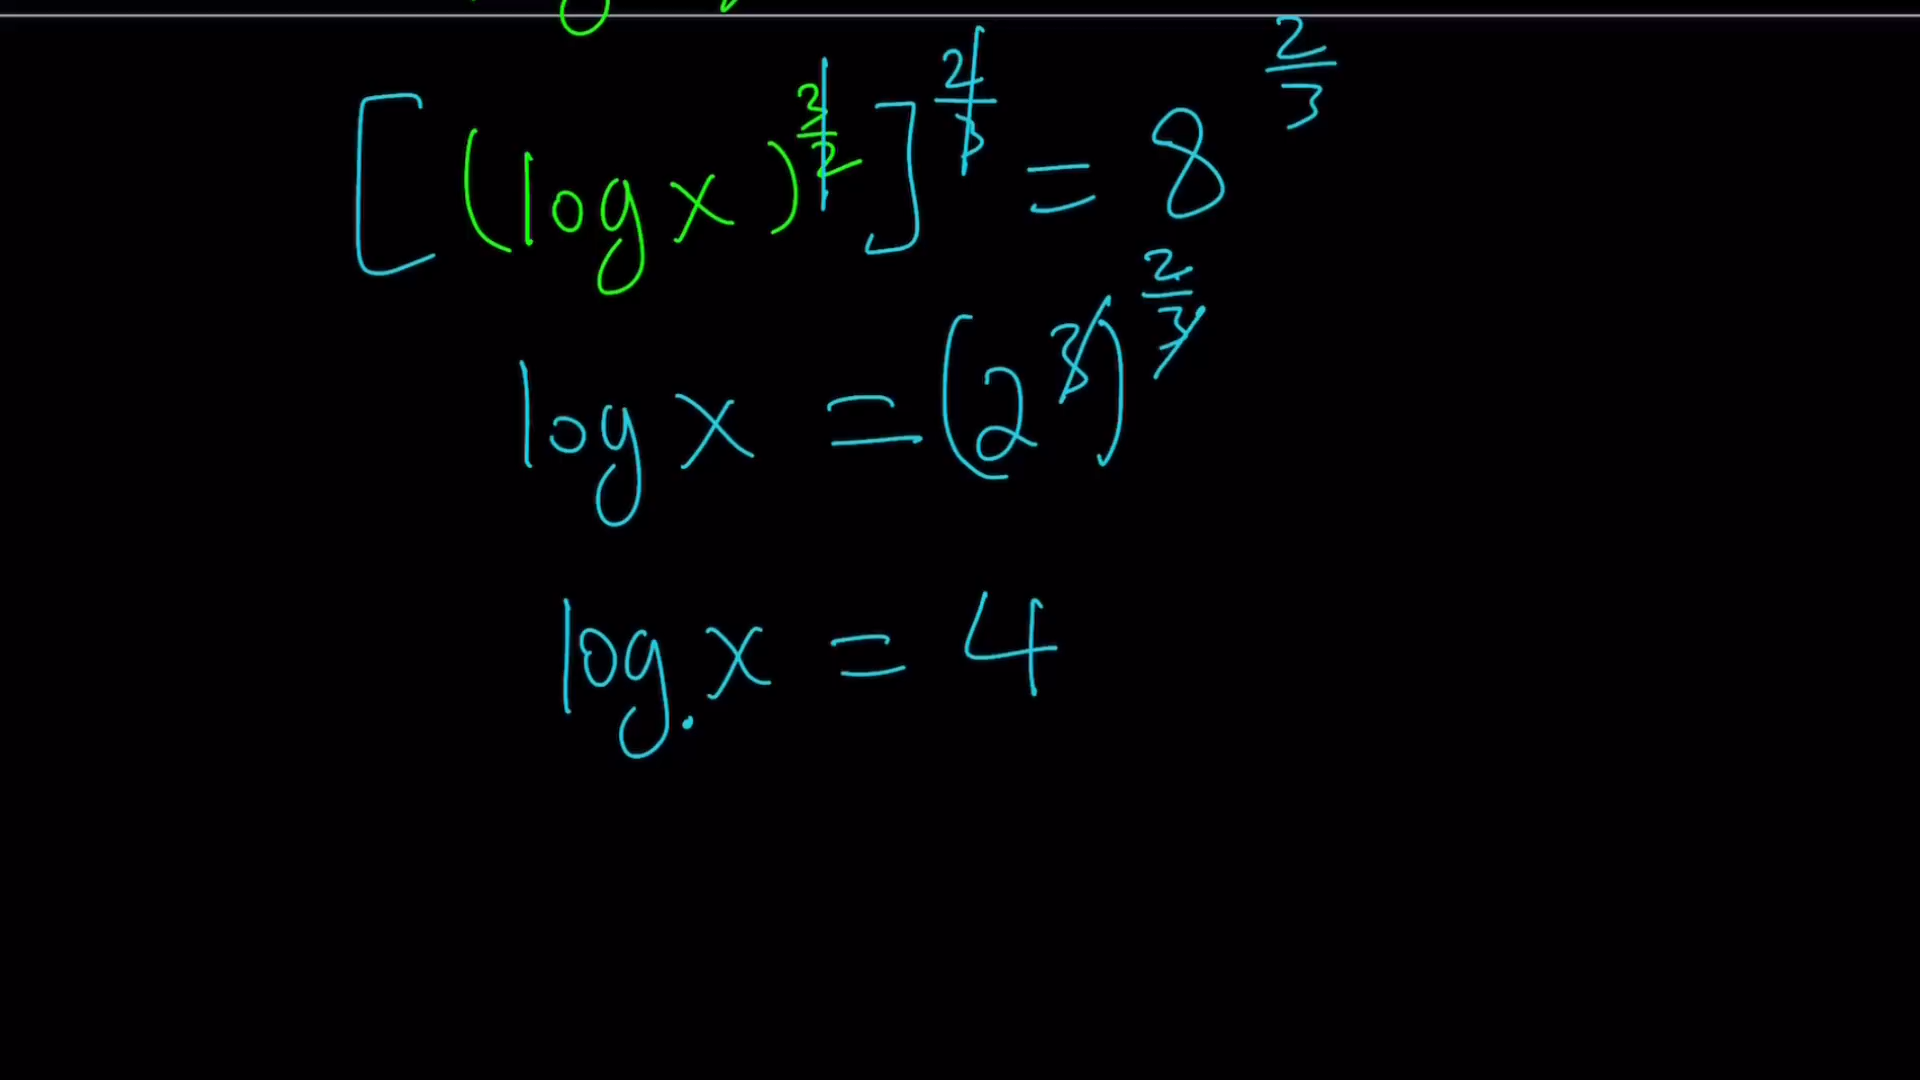 [(log x)^(3/2)]^(2/3) = 8^(2/3)
log x = (2^3)^(2/3)
log. x = 4